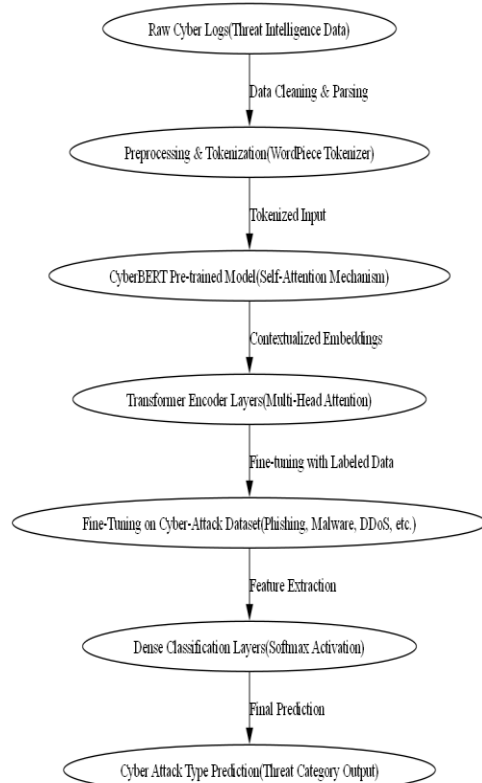 Raw Cyber Logs(Threat Intelligence Data)
Data Cleaning & Parsing
Preprocessing & Tokenization(WordPiece Tokenizer)
Tokenized Input
CyberBERT Pre-trained Model(Self-Attention Mechanism)
Contextualized Embeddings
Transformer Encoder Layers(Multi-Head Attention)
Fine-tuning with Labeled Data
Fine-Tuning on Cyber-Attack Dataset(Phishing, Malware, DDoS, etc.)
Feature Extraction
Dense Classification Layers(Softmax Activation)
Final Prediction
Cyber Attack Type Prediction(Threat Category Output)